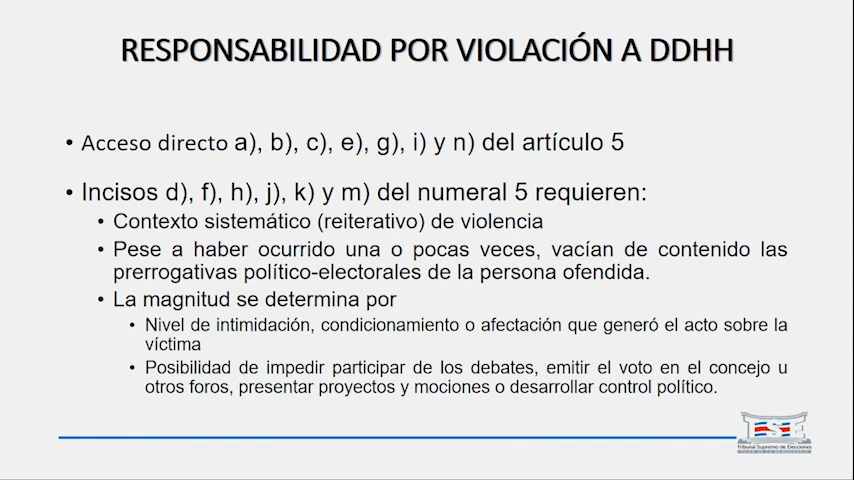 RESPONSABILIDAD POR VIOLACIÓN A DDHH
• Acceso directo a), b), c), e), g), i) y n) del artículo 5
• Incisos d), f), h), j), k) y m) del numeral 5 requieren:
• Contexto sistemático (reiterativo) de violencia
• Pese a haber ocurrido una o pocas veces, vacían de contenido las
prerrogativas político-electorales de la persona ofendida.
• La magnitud se determina por
• Nivel de intimidación, condicionamiento o afectación que generó el acto sobre la
víctima
• Posibilidad de impedir participar de los debates, emitir el voto en el concejo u
otros foros, presentar proyectos y mociones o desarrollar control político.
TSE
Tribunal Supremo de Elecciones